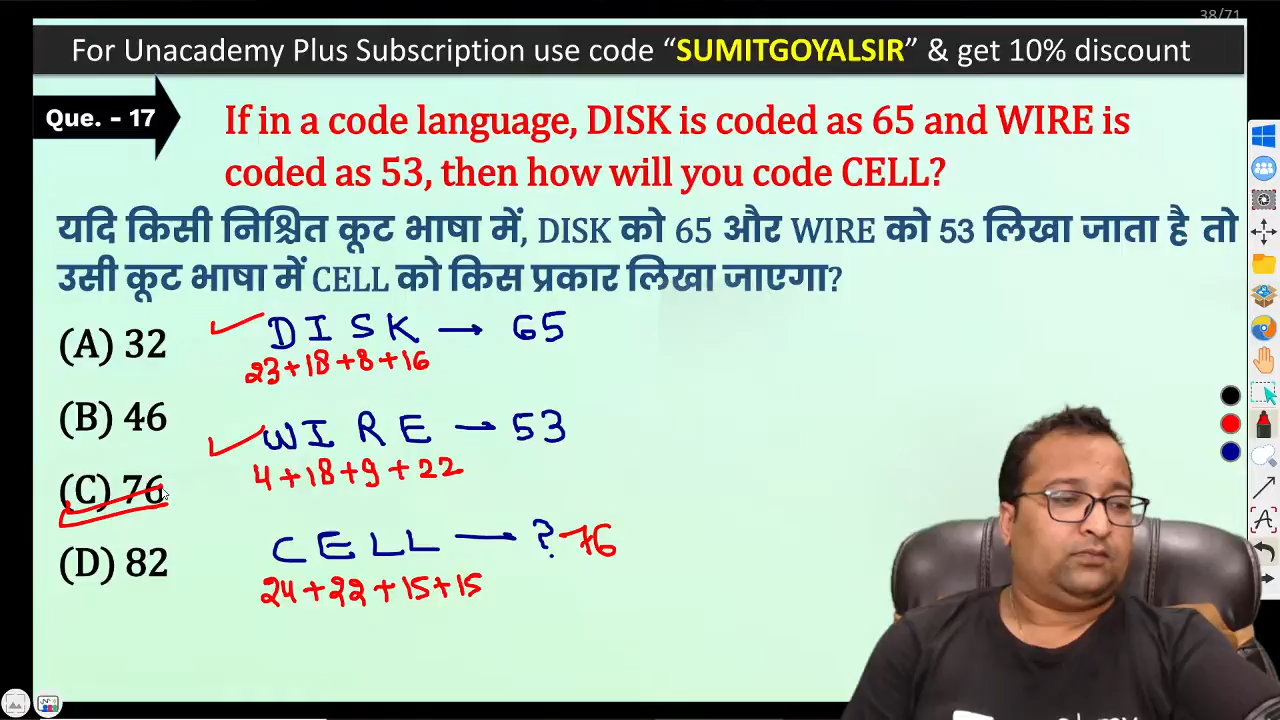 38/71
For Unacademy Plus Subscription use code “SUMITGOYALSIR” & get 10% discount
Que. - 17
If in a code language, DISK is coded as 65 and WIRE is
coded as 53, then how will you code CELL?
यदि किसी निश्चित कूट भाषा में, DISK को 65 और WIRE को 53 लिखा जाता है तो
उसी कूट भाषा में CELL को किस प्रकार लिखा जाएगा?
(A) 32
(B) 46
(C) 76
(D) 82
D I S K → 65
23+18+8+16
W I R E → 53
4+18+9+22
C E L L → ? 76
24+22+15+15